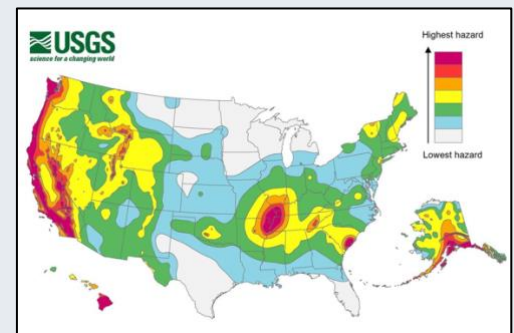 USGS
science for a changing world
Highest hazard
Lowest hazard